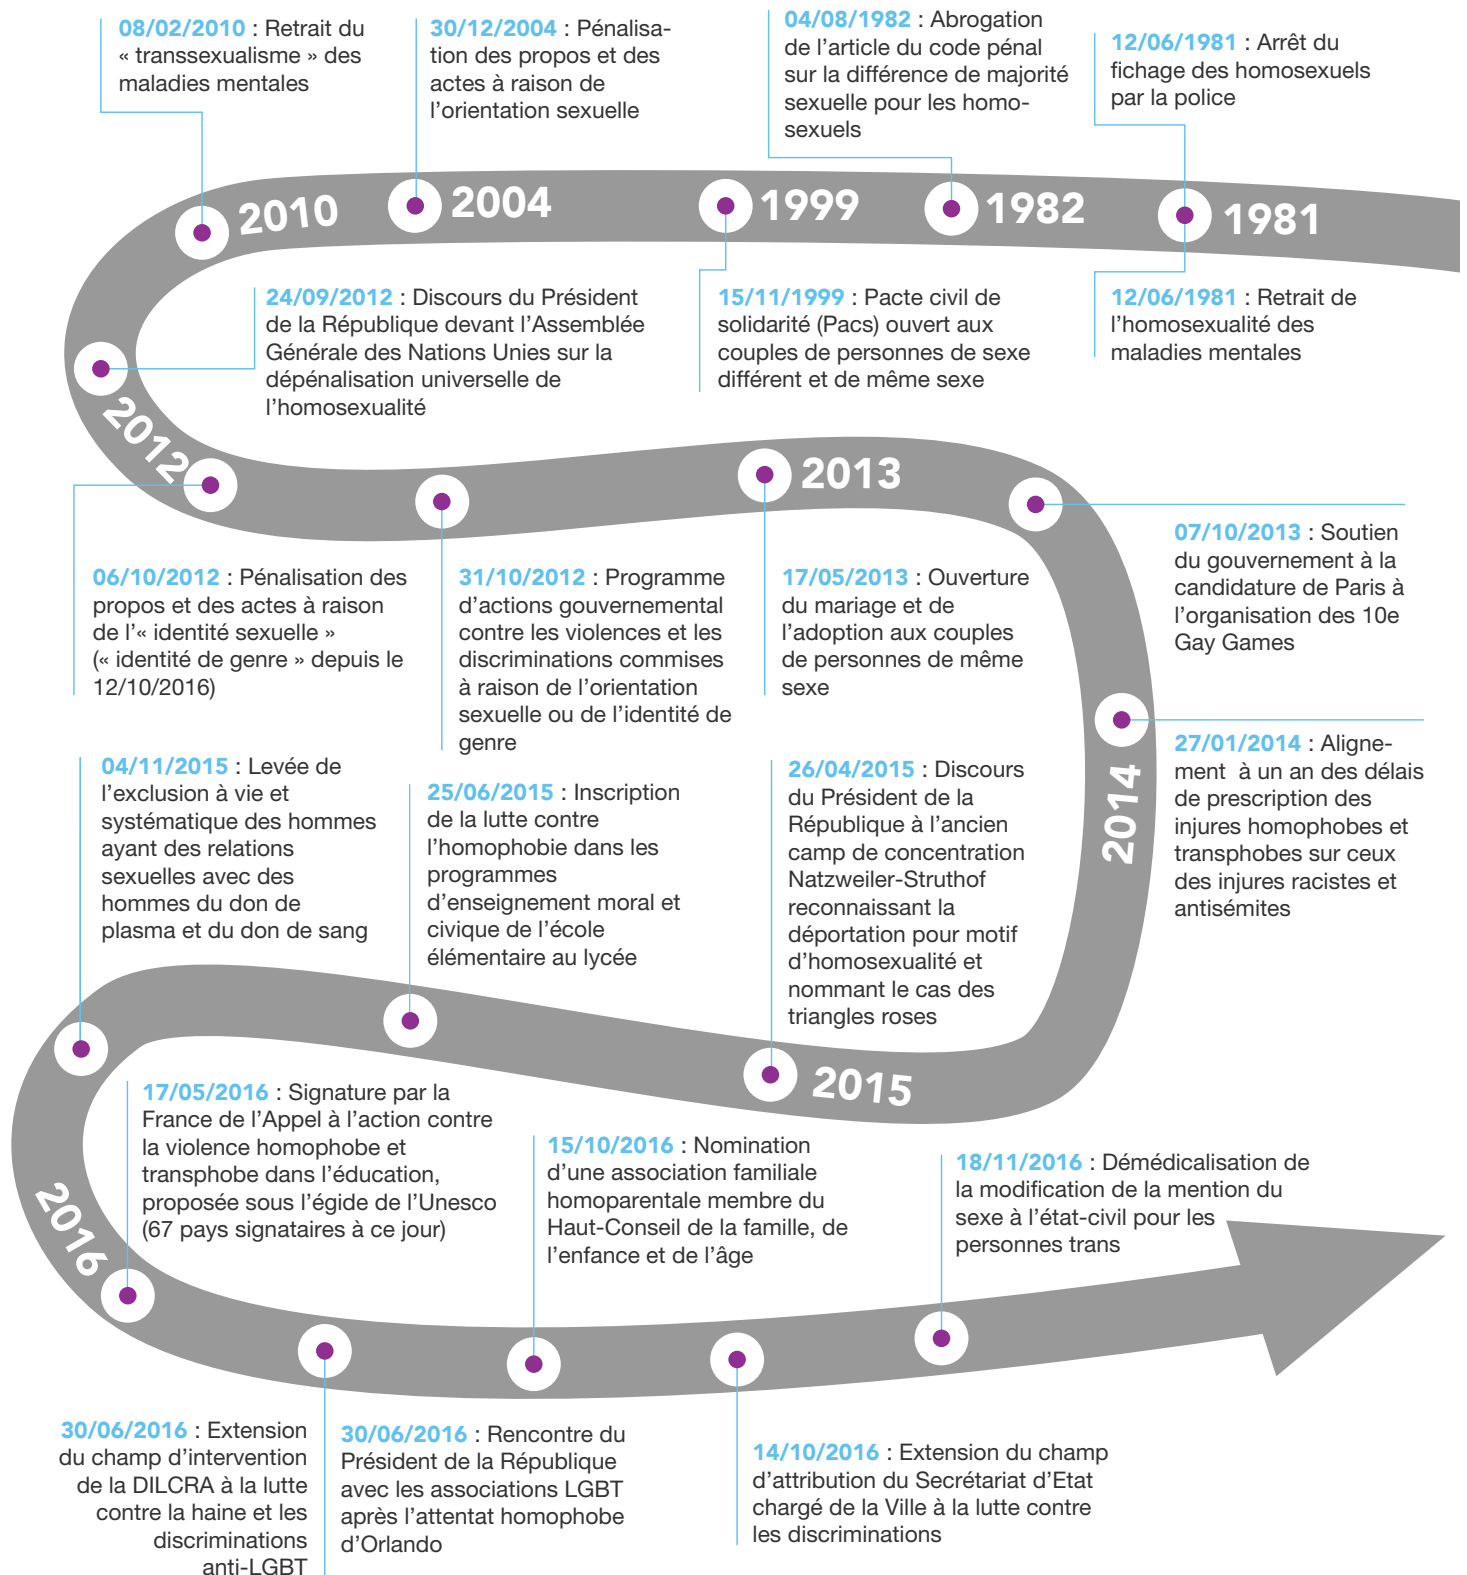 08/02/2010 : Retrait du
« transsexualisme » des
maladies mentales
30/12/2004 : Pénalisa-
tion des propos et des
actes à raison de
l’orientation sexuelle
04/08/1982 : Abrogation
de l’article du code pénal
sur la différence de majorité
sexuelle pour les homo-
sexuels
12/06/1981 : Arrêt du
fichage des homosexuels
par la police
2010
2004
1999
1982
1981
24/09/2012 : Discours du Président
de la République devant l’Assemblée
Générale des Nations Unies sur la
dépénalisation universelle de
l’homosexualité
15/11/1999 : Pacte civil de
solidarité (Pacs) ouvert aux
couples de personnes de sexe
différent et de même sexe
12/06/1981 : Retrait de
l’homosexualité des
maladies mentales
2012
2013
06/10/2012 : Pénalisation des
propos et des actes à raison
de l’« identité sexuelle »
(« identité de genre » depuis le
12/10/2016)
31/10/2012 : Programme
d’actions gouvernemental
contre les violences et les
discriminations commises
à raison de l’orientation
sexuelle ou de l’identité de
genre
17/05/2013 : Ouverture
du mariage et de
l’adoption aux couples
de personnes de même
sexe
07/10/2013 : Soutien
du gouvernement à la
candidature de Paris à
l’organisation des 10e
Gay Games
2014
27/01/2014 : Aligne-
ment à un an des délais
de prescription des
injures homophobes et
transphobes sur ceux
des injures racistes et
antisémites
04/11/2015 : Levée de
l’exclusion à vie et
systématique des hommes
ayant des relations
sexuelles avec des
hommes du don de
plasma et du don de sang
25/06/2015 : Inscription
de la lutte contre
l’homophobie dans les
programmes
d’enseignement moral et
civique de l’école
élémentaire au lycée
26/04/2015 : Discours
du Président de la
République à l’ancien
camp de concentration
Natzweiler-Struthof
reconnaissant la
déportation pour motif
d’homosexualité et
nommant le cas des
triangles roses
2015
2016
17/05/2016 : Signature par la
France de l’Appel à l’action contre
la violence homophobe et
transphobe dans l’éducation,
proposée sous l’égide de l’Unesco
(67 pays signataires à ce jour)
15/10/2016 : Nomination
d’une association familiale
homoparentale membre du
Haut-Conseil de la famille, de
l’enfance et de l’âge
18/11/2016 : Démédicalisation de
la modification de la mention du
sexe à l’état-civil pour les
personnes trans
30/06/2016 : Extension
du champ d’intervention
de la DILCRA à la lutte
contre la haine et les
discriminations
anti-LGBT
30/06/2016 : Rencontre du
Président de la République
avec les associations LGBT
après l’attentat homophobe
d’Orlando
14/10/2016 : Extension du champ
d’attribution du Secrétariat d’Etat
chargé de la Ville à la lutte contre
les discriminations